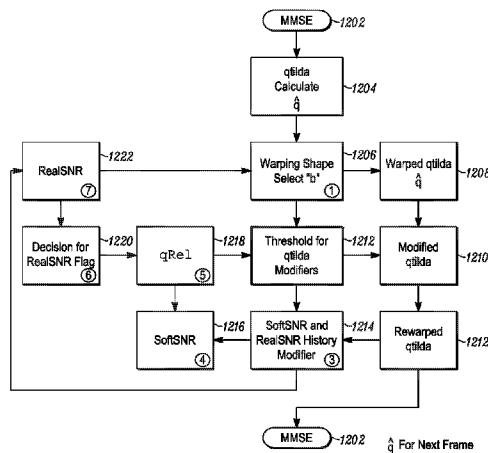 MMSE
1202
qtilda
Calculate
q̂
1204
RealSNR
⑦
1222
Warping Shape
Select "b"
①
1206
Warped qtilda
q̂
1208
Decision for
RealSNR Flag
⑥
1220
qRel
⑤
1218
Threshold for
qtilda
Modifiers
1212
Modified
qtilda
1210
SoftSNR
④
1216
SoftSNR and
RealSNR History
Modifier
③
1214
Rewarped
qtilda
1212
MMSE
1202
q̂ For Next Frame